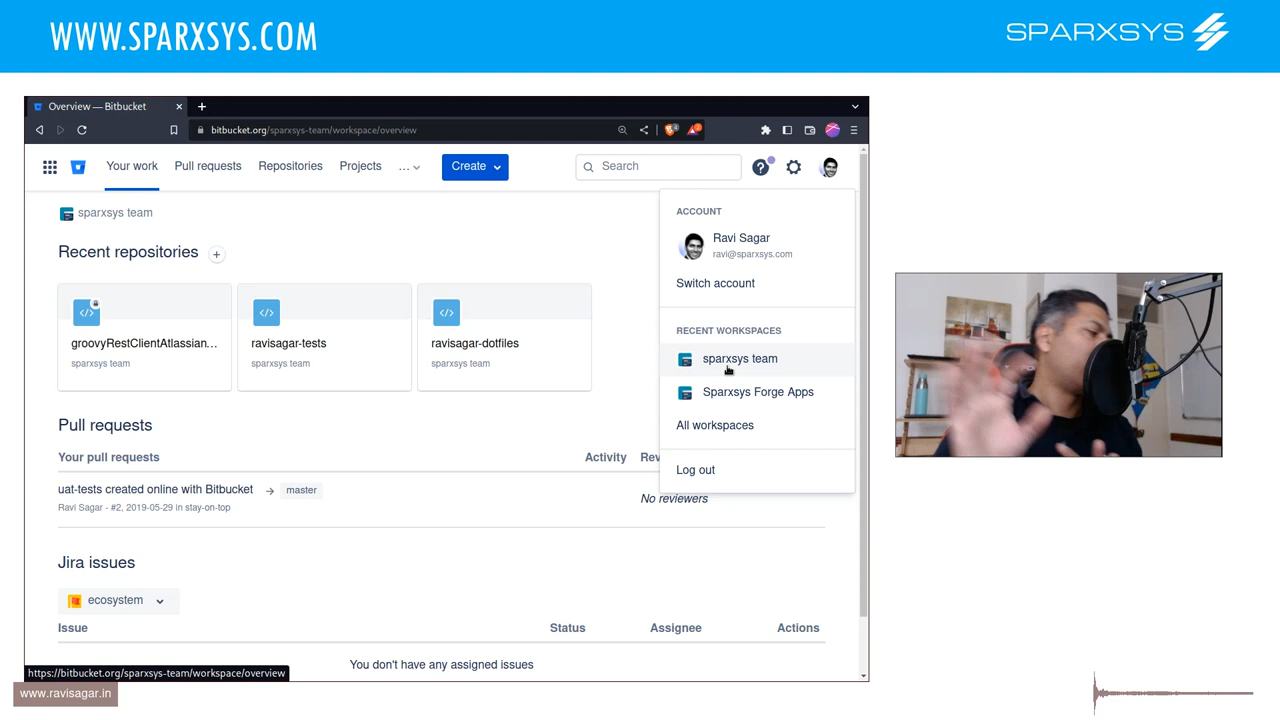 WWW.SPARXSYS.COM
SPARXSYS
Overview — Bitbucket
bitbucket.org/sparxsys-team/workspace/overview
Your work
Pull requests
Repositories
Projects
...
Create
Search
sparxsys team
Recent repositories
groovyRestClientAtlassian...
sparxsys team
ravisagar-tests
sparxsys team
ravisagar-dotfiles
sparxsys team
ACCOUNT
Ravi Sagar
ravi@sparxsys.com
Switch account
RECENT WORKSPACES
sparxsys team
Sparxsys Forge Apps
All workspaces
Log out
Pull requests
Your pull requests
Activity
Rev
uat-tests created online with Bitbucket → master
Ravi Sagar - #2, 2019-05-29 in stay-on-top
No reviewers
Jira issues
ecosystem
Issue
Status
Assignee
Actions
You don't have any assigned issues
https://bitbucket.org/sparxsys-team/workspace/overview
www.ravisagar.in